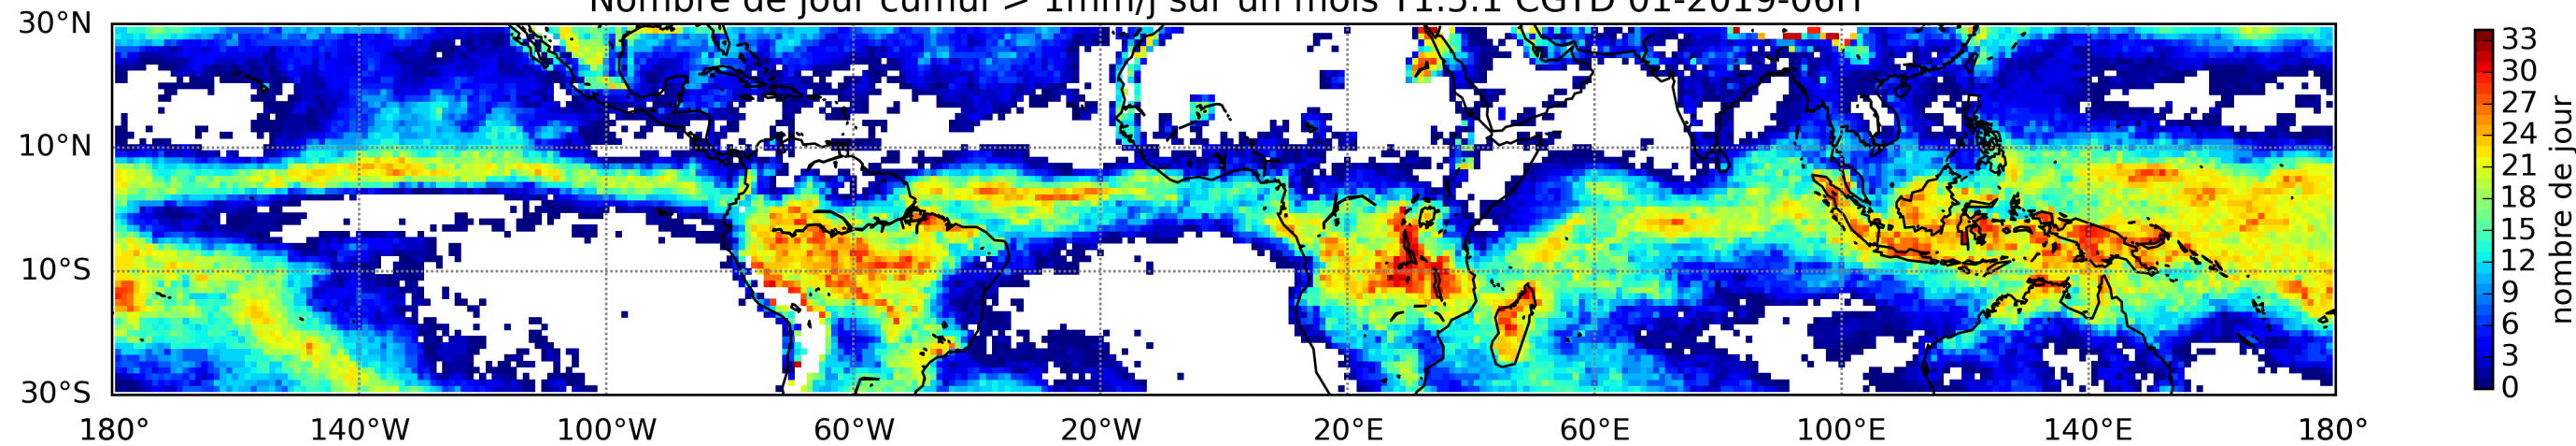 Nombre de jour cumul > 1mm/j sur un mois T1.5.1 CGTD 01-2019-06H
30°N
10°N
10°S
30°S
180° 140°W 100°W 60°W 20°W 20°E 60°E 100°E 140°E 180°
33
30
27
24
21
18
15
12
9
6
3
0
nombre de jour